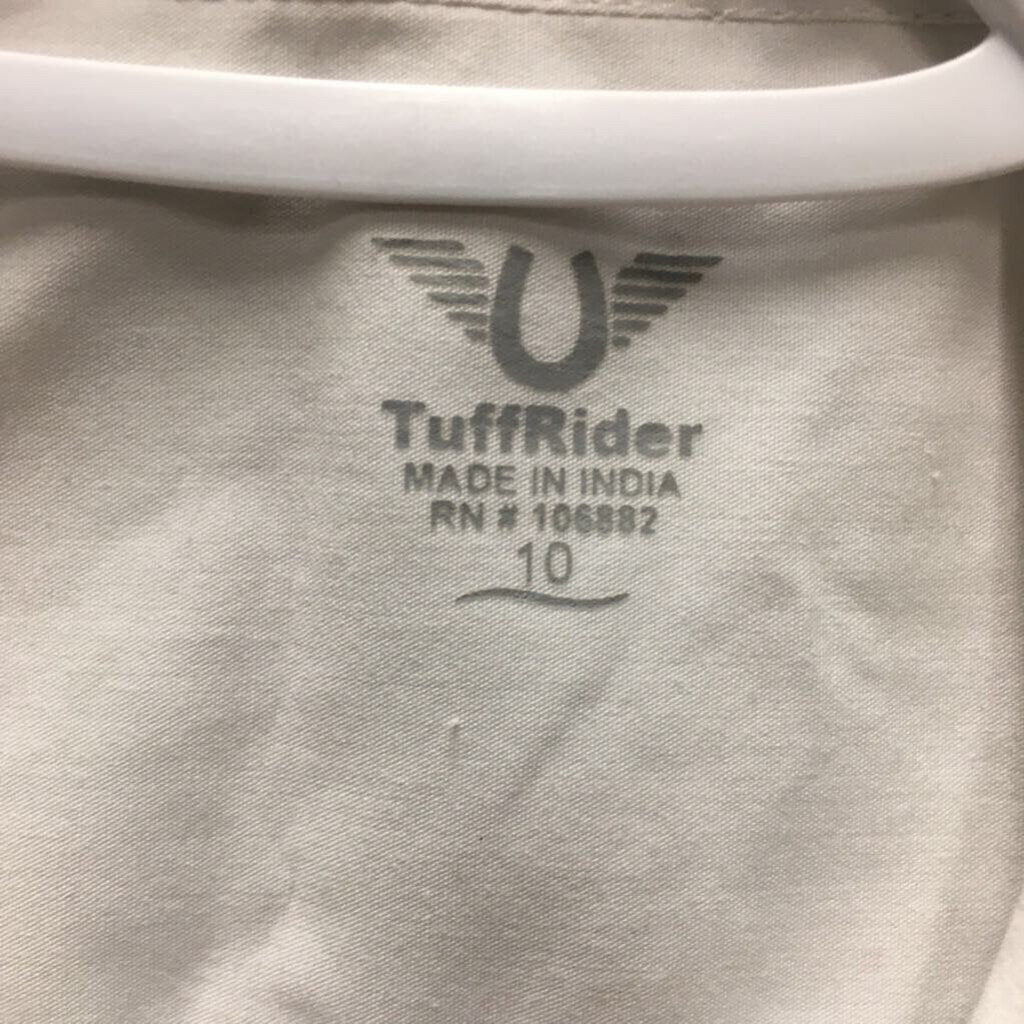 TuffRider
MADE IN INDIA
RN # 106882
10